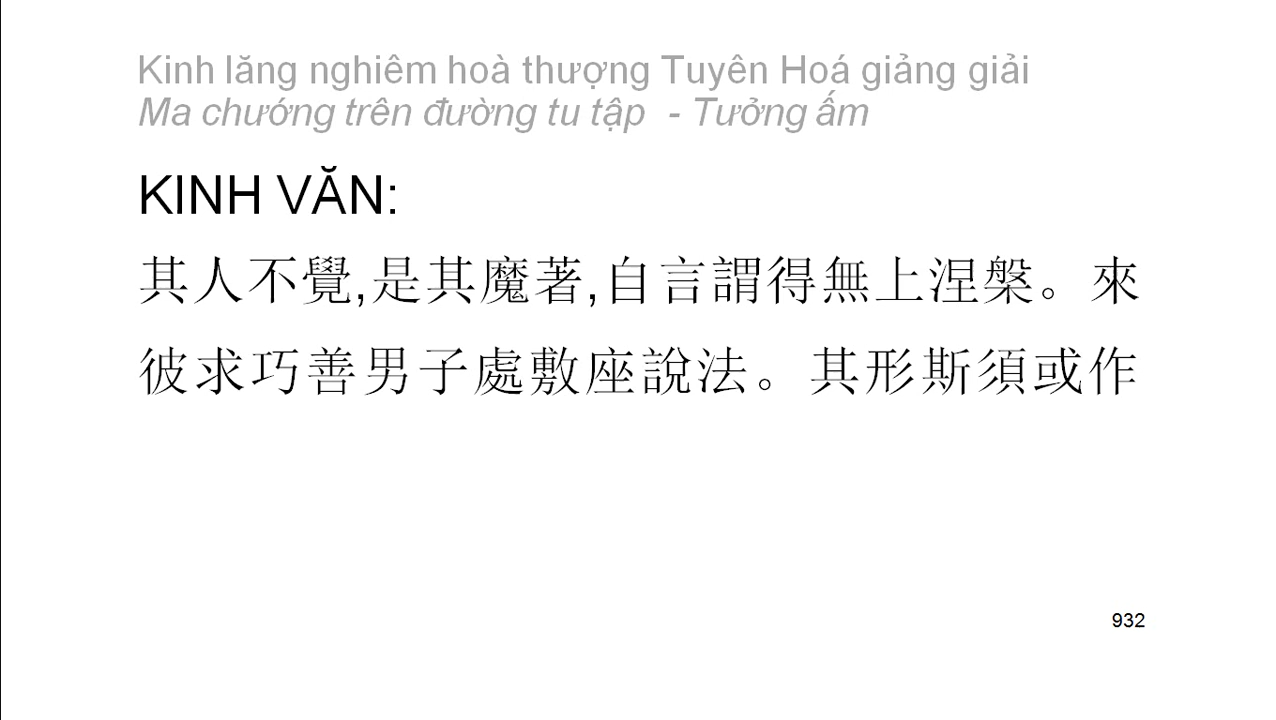 Kinh lăng nghiêm hoà thượng Tuyên Hoá giảng giải
Ma chướng trên đường tu tập - Tưởng ấm
KINH VĂN:
其人不覺,是其魔著,自言謂得無上涅槃。來
彼求巧善男子處敷座說法。其形斯須或作
932